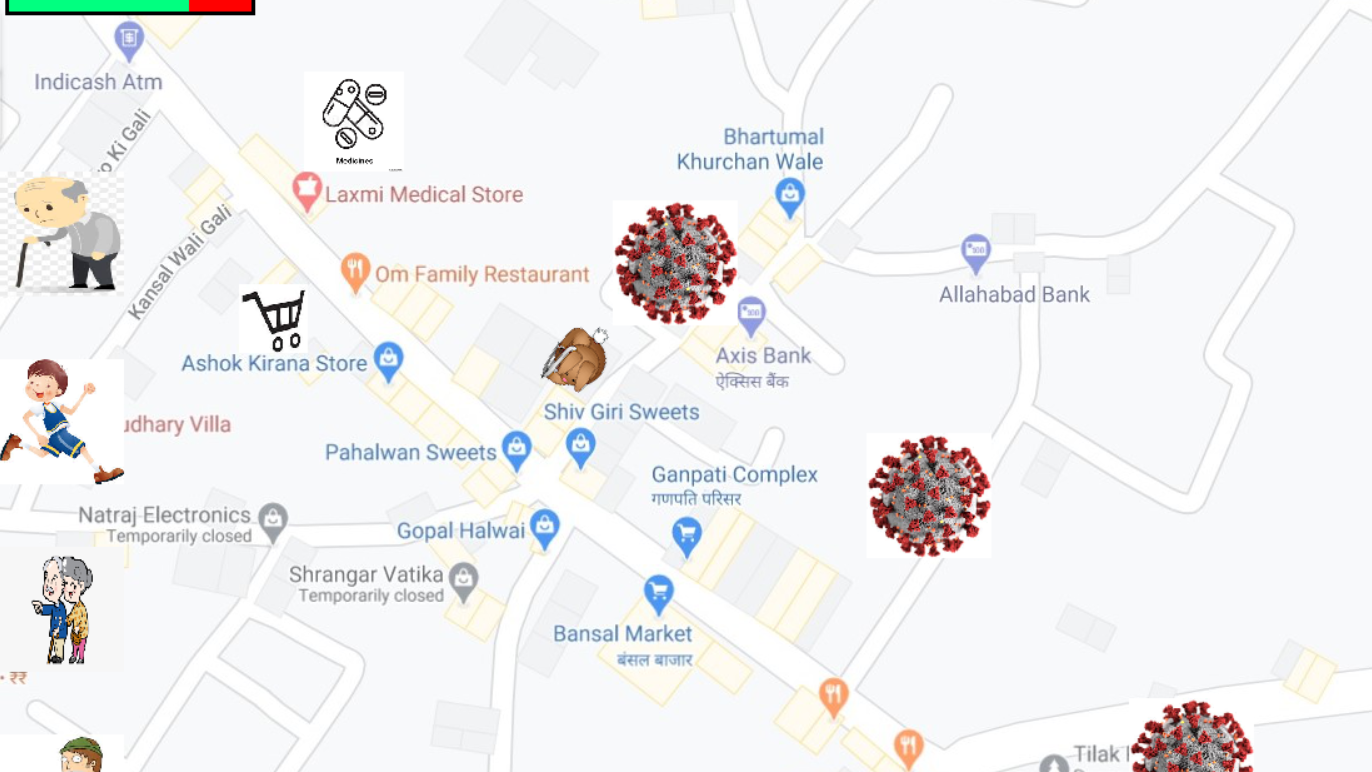 Indicash Atm
o Ki Gali
Medicines
Bhartumal
Khurchan Wale
Laxmi Medical Store
Kansal Wali Gali
Om Family Restaurant
Allahabad Bank
Ashok Kirana Store
Axis Bank
ऐक्सिस बैंक
Shiv Giri Sweets
udhary Villa
Pahalwan Sweets
Ganpati Complex
गणपति परिसर
Natraj Electronics
Temporarily closed
Gopal Halwai
Shrangar Vatika
Temporarily closed
Bansal Market
बंसल बाजार
• ₹₹
Tilak